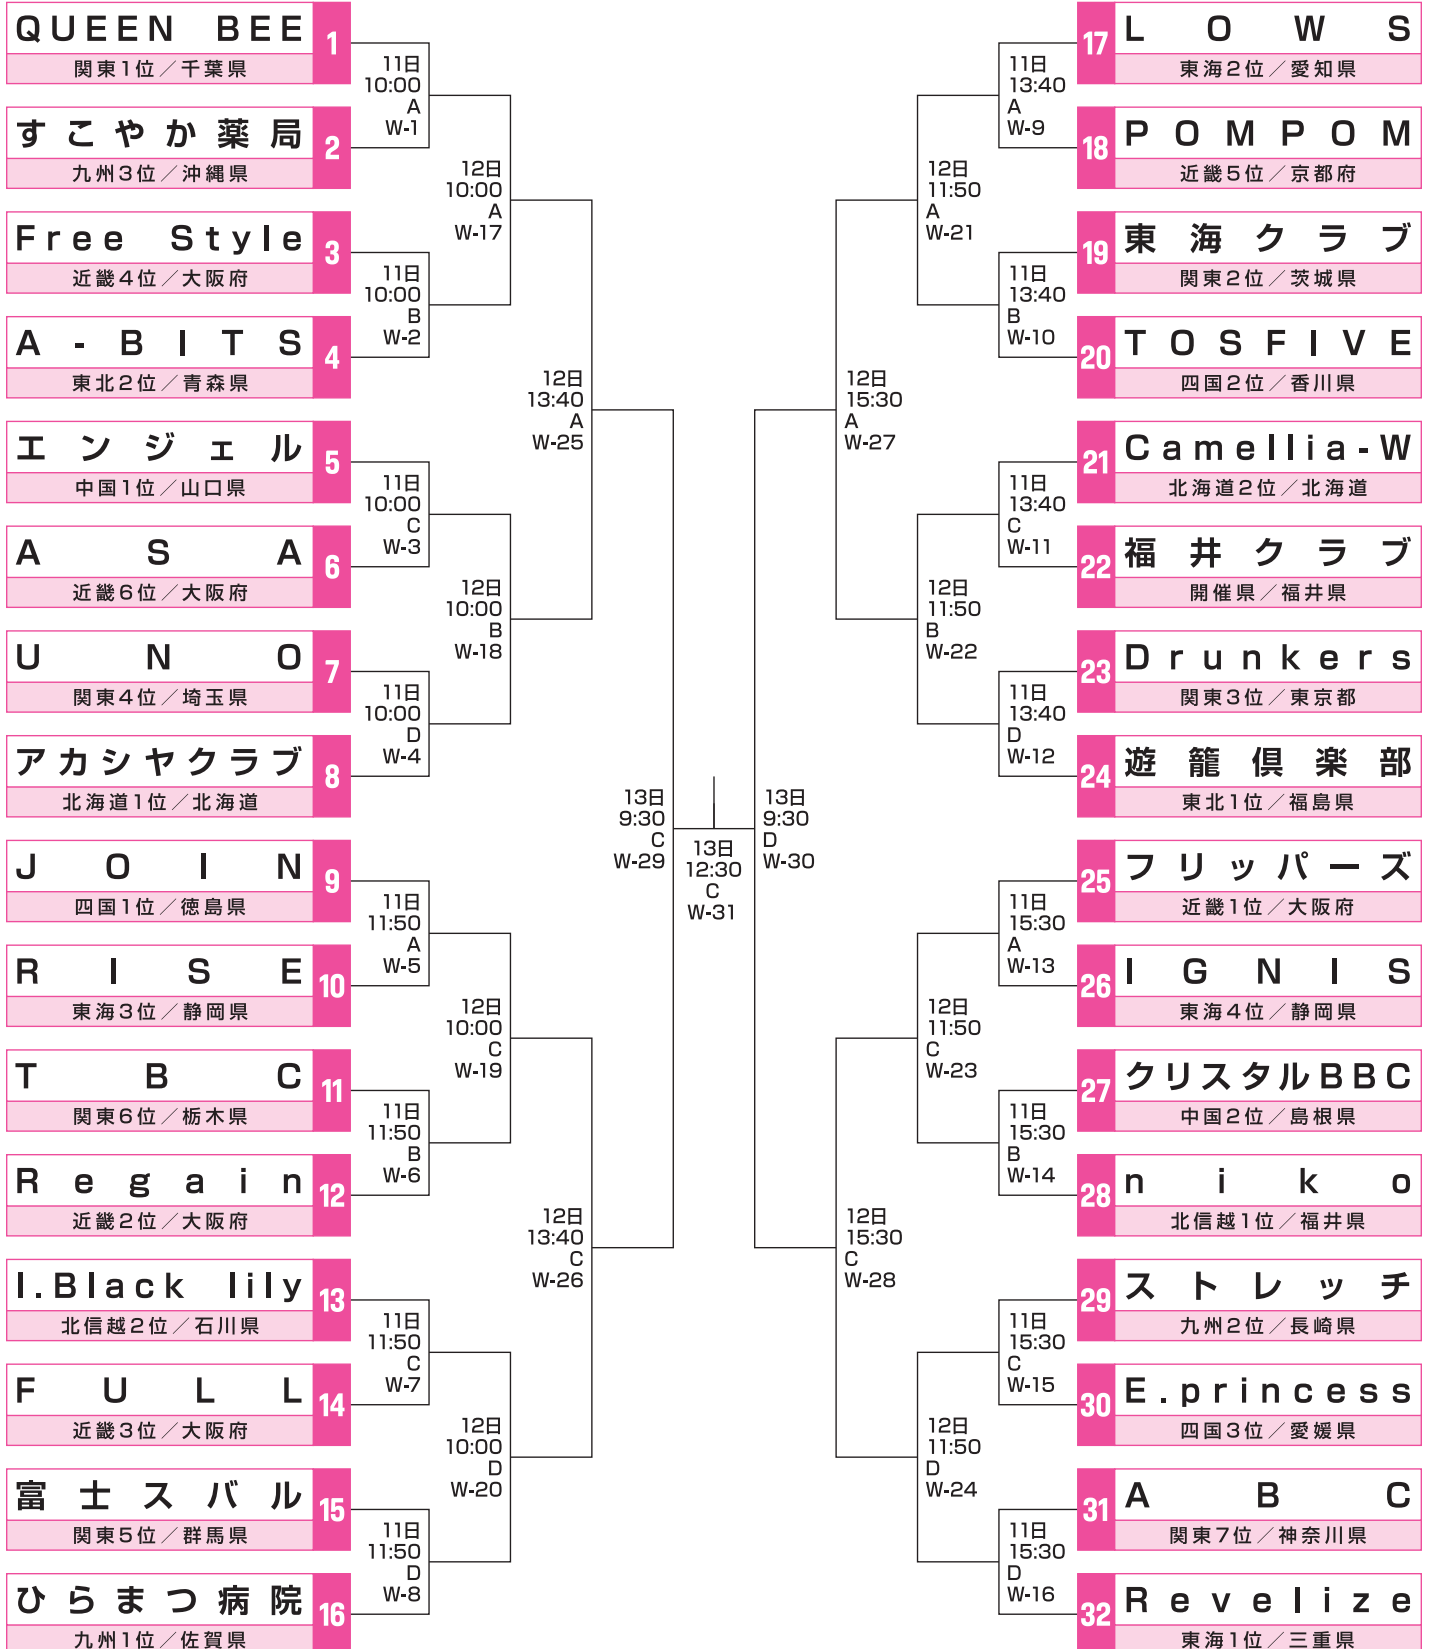 QUEEN BEE
1
関東1位／千葉県
すこやか薬局
2
九州3位／沖縄県
Free Style
3
近畿4位／大阪府
A-BITS
4
東北2位／青森県
エンジェル
5
中国1位／山口県
ASA
6
近畿6位／大阪府
UNO
7
関東4位／埼玉県
アカシヤクラブ
8
北海道1位／北海道
JOIN
9
四国1位／徳島県
RISE
10
東海3位／静岡県
TBC
11
関東6位／栃木県
Regain
12
近畿2位／大阪府
I.Black lily
13
北信越2位／石川県
FULL
14
近畿3位／大阪府
富士スバル
15
関東5位／群馬県
ひらまつ病院
16
九州1位／佐賀県
11日
10:00
A
W-1
11日
10:00
B
W-2
11日
10:00
C
W-3
11日
10:00
D
W-4
11日
11:50
A
W-5
11日
11:50
B
W-6
11日
11:50
C
W-7
11日
11:50
D
W-8
12日
10:00
A
W-17
12日
10:00
B
W-18
12日
10:00
C
W-19
12日
10:00
D
W-20
12日
13:40
A
W-25
12日
13:40
C
W-26
13日
9:30
C
W-29
13日
12:30
C
W-31
13日
9:30
D
W-30
12日
15:30
A
W-27
12日
15:30
C
W-28
12日
11:50
A
W-21
12日
11:50
B
W-22
12日
11:50
C
W-23
12日
11:50
D
W-24
11日
13:40
A
W-9
11日
13:40
B
W-10
11日
13:40
C
W-11
11日
13:40
D
W-12
11日
15:30
A
W-13
11日
15:30
B
W-14
11日
15:30
C
W-15
11日
15:30
D
W-16
17
LOWS
東海2位／愛知県
18
POMPOM
近畿5位／京都府
19
東海クラブ
関東2位／茨城県
20
TOSFIVE
四国2位／香川県
21
Camellia-W
北海道2位／北海道
22
福井クラブ
開催県／福井県
23
Drunkers
関東3位／東京都
24
遊籠倶楽部
東北1位／福島県
25
フリッパーズ
近畿1位／大阪府
26
IGNIS
東海4位／静岡県
27
クリスタルBBC
中国2位／島根県
28
niko
北信越1位／福井県
29
ストレッチ
九州2位／長崎県
30
E.princess
四国3位／愛媛県
31
ABC
関東7位／神奈川県
32
Revelize
東海1位／三重県